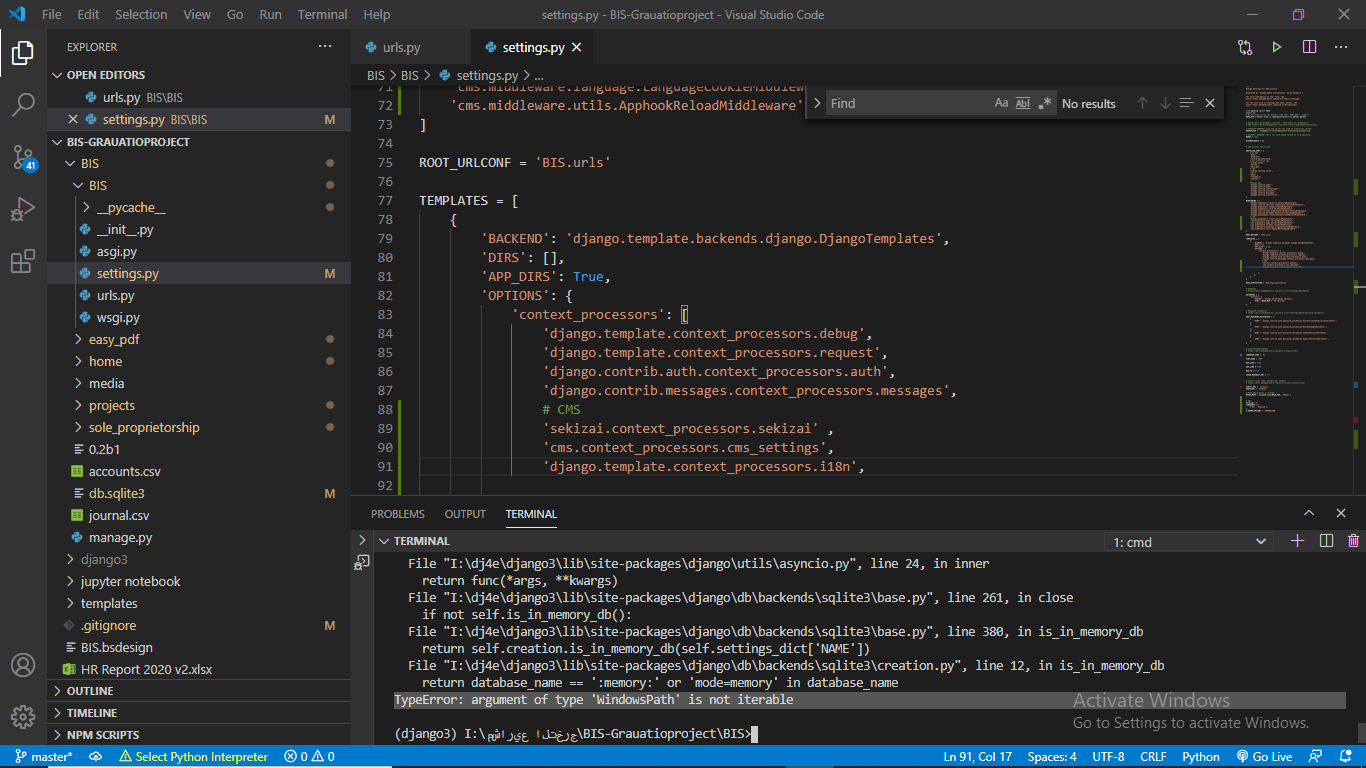 File Edit Selection View Go Run Terminal Help
settings.py - BIS-Grauatioproject - Visual Studio Code
EXPLORER
OPEN EDITORS
urls.py BIS\BIS
settings.py BIS\BIS M
BIS-GRAUATIOPROJECT
BIS
BIS
__pycache__
__init__.py
asgi.py
settings.py M
urls.py
wsgi.py
easy_pdf
home
media
projects
sole_proprietorship
0.2b1
accounts.csv
db.sqlite3 M
journal.csv
manage.py
django3
jupyter notebook
templates
.gitignore M
BIS.bsdesign
HR Report 2020 v2.xlsx
OUTLINE
TIMELINE
NPM SCRIPTS
41
urls.py
settings.py
BIS > BIS > settings.py > ...
Find Aa Abl .* No results
71 'cms.middleware.language.LanguageCookieMiddlew
72 'cms.middleware.utils.ApphookReloadMiddleware'
73 ]
74
75 ROOT_URLCONF = 'BIS.urls'
76
77 TEMPLATES = [
78 {
79 'BACKEND': 'django.template.backends.django.DjangoTemplates',
80 'DIRS': [],
81 'APP_DIRS': True,
82 'OPTIONS': {
83 'context_processors': [
84 'django.template.context_processors.debug',
85 'django.template.context_processors.request',
86 'django.contrib.auth.context_processors.auth',
87 'django.contrib.messages.context_processors.messages',
88 # CMS
89 'sekizai.context_processors.sekizai' ,
90 'cms.context_processors.cms_settings',
91 'django.template.context_processors.i18n',
92
PROBLEMS OUTPUT TERMINAL
TERMINAL
1: cmd
File "I:\dj4e\django3\lib\site-packages\django\utils\asyncio.py", line 24, in inner
return func(*args, **kwargs)
File "I:\dj4e\django3\lib\site-packages\django\db\backends\sqlite3\base.py", line 261, in close
if not self.is_in_memory_db():
File "I:\dj4e\django3\lib\site-packages\django\db\backends\sqlite3\base.py", line 380, in is_in_memory_db
return self.creation.is_in_memory_db(self.settings_dict['NAME'])
File "I:\dj4e\django3\lib\site-packages\django\db\backends\sqlite3\creation.py", line 12, in is_in_memory_db
return database_name == ':memory:' or 'mode=memory' in database_name
TypeError: argument of type 'WindowsPath' is not iterable
(django3) I:\مشاريع التخرج\BIS-Grauatioproject\BIS>
Activate Windows
Go to Settings to activate Windows.
master* Select Python Interpreter 0 0 Ln 91, Col 17 Spaces: 4 UTF-8 CRLF Python Go Live